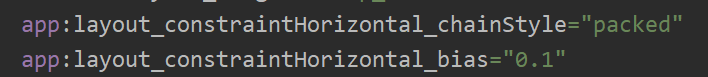 app:layout_constraintHorizontal_chainStyle="packed"
app:layout_constraintHorizontal_bias="0.1"